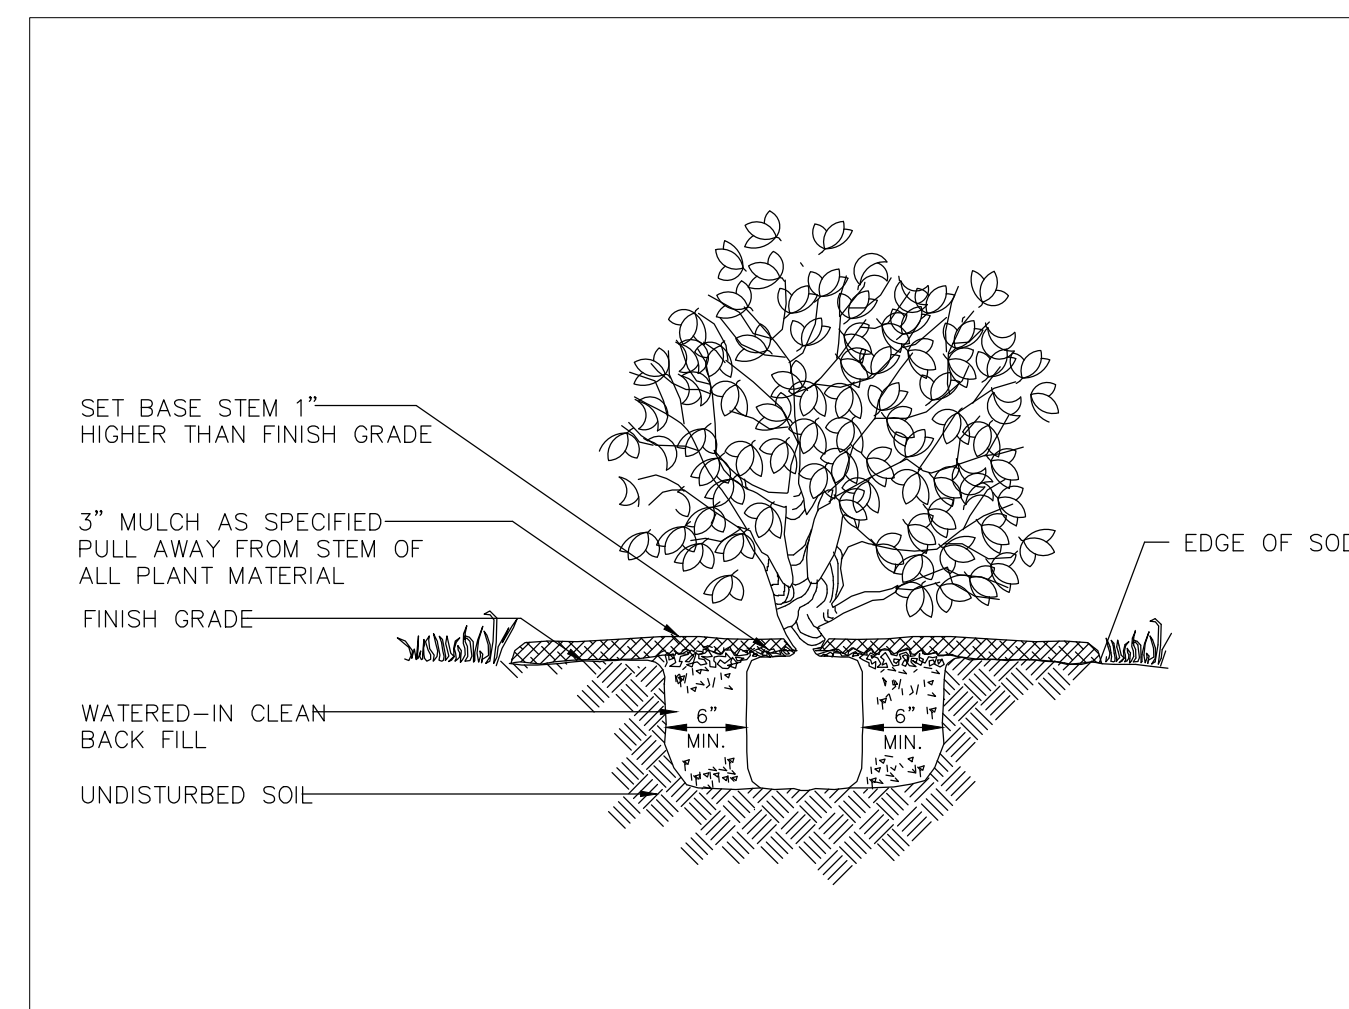 SET BASE STEM 1”
HIGHER THAN FINISH GRADE
3” MULCH AS SPECIFIED
PULL AWAY FROM STEM OF
ALL PLANT MATERIAL
EDGE OF SOD
FINISH GRADE
WATERED–IN CLEAN
BACK FILL
6”
MIN.
6”
MIN.
UNDISTURBED SOIL